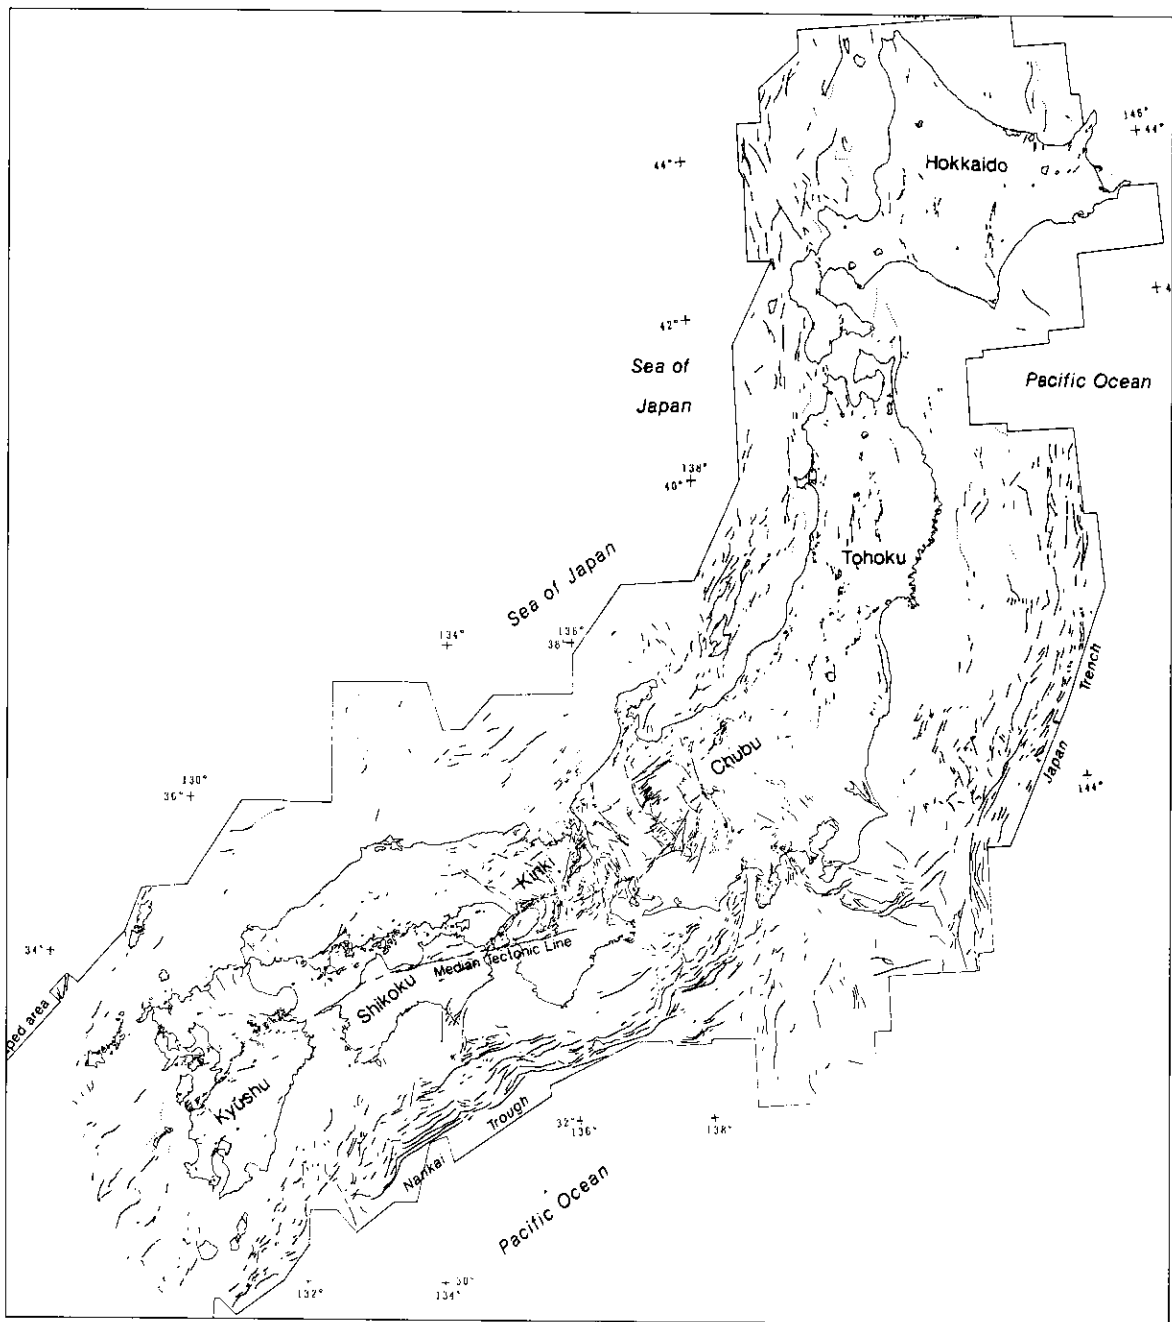 146°
44°
44°
Hokkaido
42°
Sea of
Japan
Pacific Ocean
138°
40°
Tohoku
Sea of Japan
134°
136°
38°
Japan Trench
Chubu
130°
36°
144°
Kinki
34°
Median Tectonic Line
Shikoku
area
Kyushu
Nankai Trough
32°
136°
138°
Pacific Ocean
132°
30°
134°